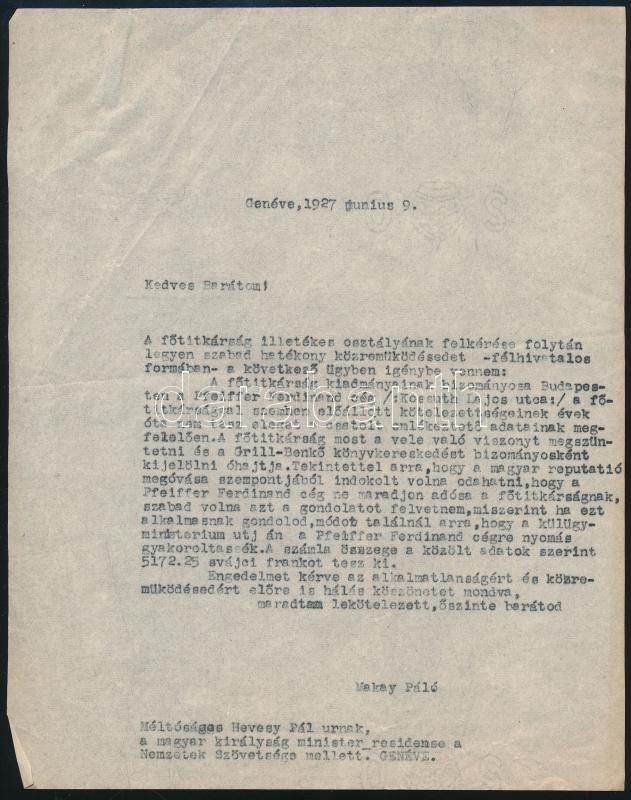 Genéve,1927 junius 9.
Kedves Barátom!
A főtitkárság illetékes osztályának felkérése folytán
legyen szabad hatékony közremüködésedet -félhivatalos
formában- a következő ügyben igénybe vennem:
A főtitkárság kiadmányainak bizományosa Budapes-
ten a Pfeiffer Ferdinand cég /:Kossuth Lajos utca:/ a fő-
titkársággal szemben előállott kötelezettségeinek évek
óta nem tesz eleget a csatolt emlékeztető adatainak meg-
felelően.A főtitkárság most a vele való viszonyt megszün-
tetni és a Grill-Benkő könyvkereskedést bizományosként
kijelölni óhajtja.Tekintettel arra,hogy a magyar reputatió
megóvása szempontjából indokolt volna odahatni,hogy a
Pfeiffer Ferdinand cég ne maradjon adósa a főtitkárságnak,
szabad volna azt a gondolatot felvetnem,miszerint ha ezt
alkalmasnak gondolod,módot találnál arra,hogy a külügy-
ministerium utj án a Pfeiffer Ferdinand cégre nyomás
gyakoroltassék.A számla összege a közölt adatok szerint
5172.25 svájci frankot tesz ki.
Engedelmet kérve az alkalmatlanságért és közre-
müködésedért előre is hálás köszönetet mondva,
maradtam lekötelezett,őszinte barátod
Makay Páló
Méltóságos Hevesy Pál urnak,
a magyar királyság minister residense a
Nemzetek Szövetsége mellett. GENÉVE.
darabanth